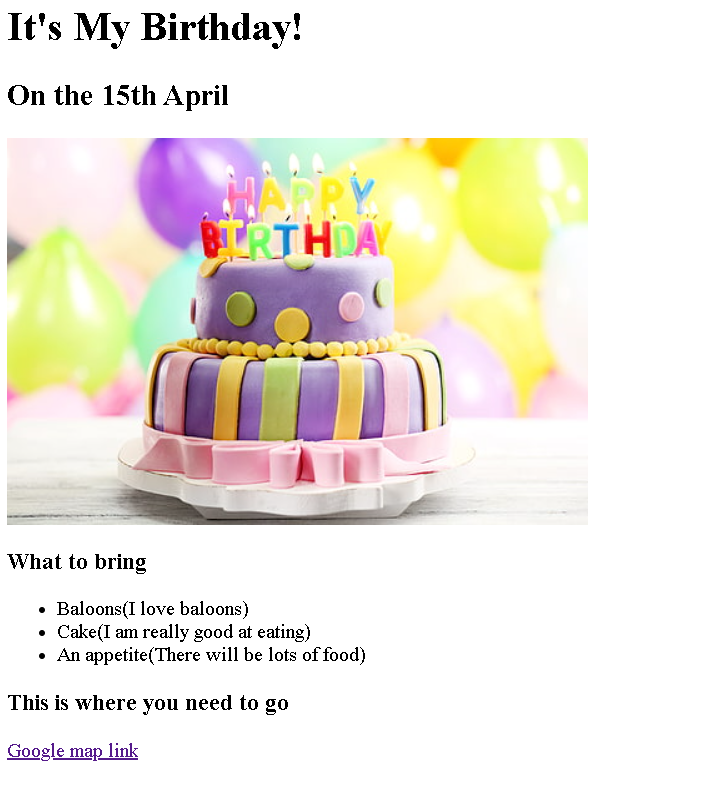 It's My Birthday!
On the 15th April
HAPPY
BIRTHDAY
What to bring
Baloons(I love baloons)
Cake(I am really good at eating)
An appetite(There will be lots of food)
This is where you need to go
Google map link